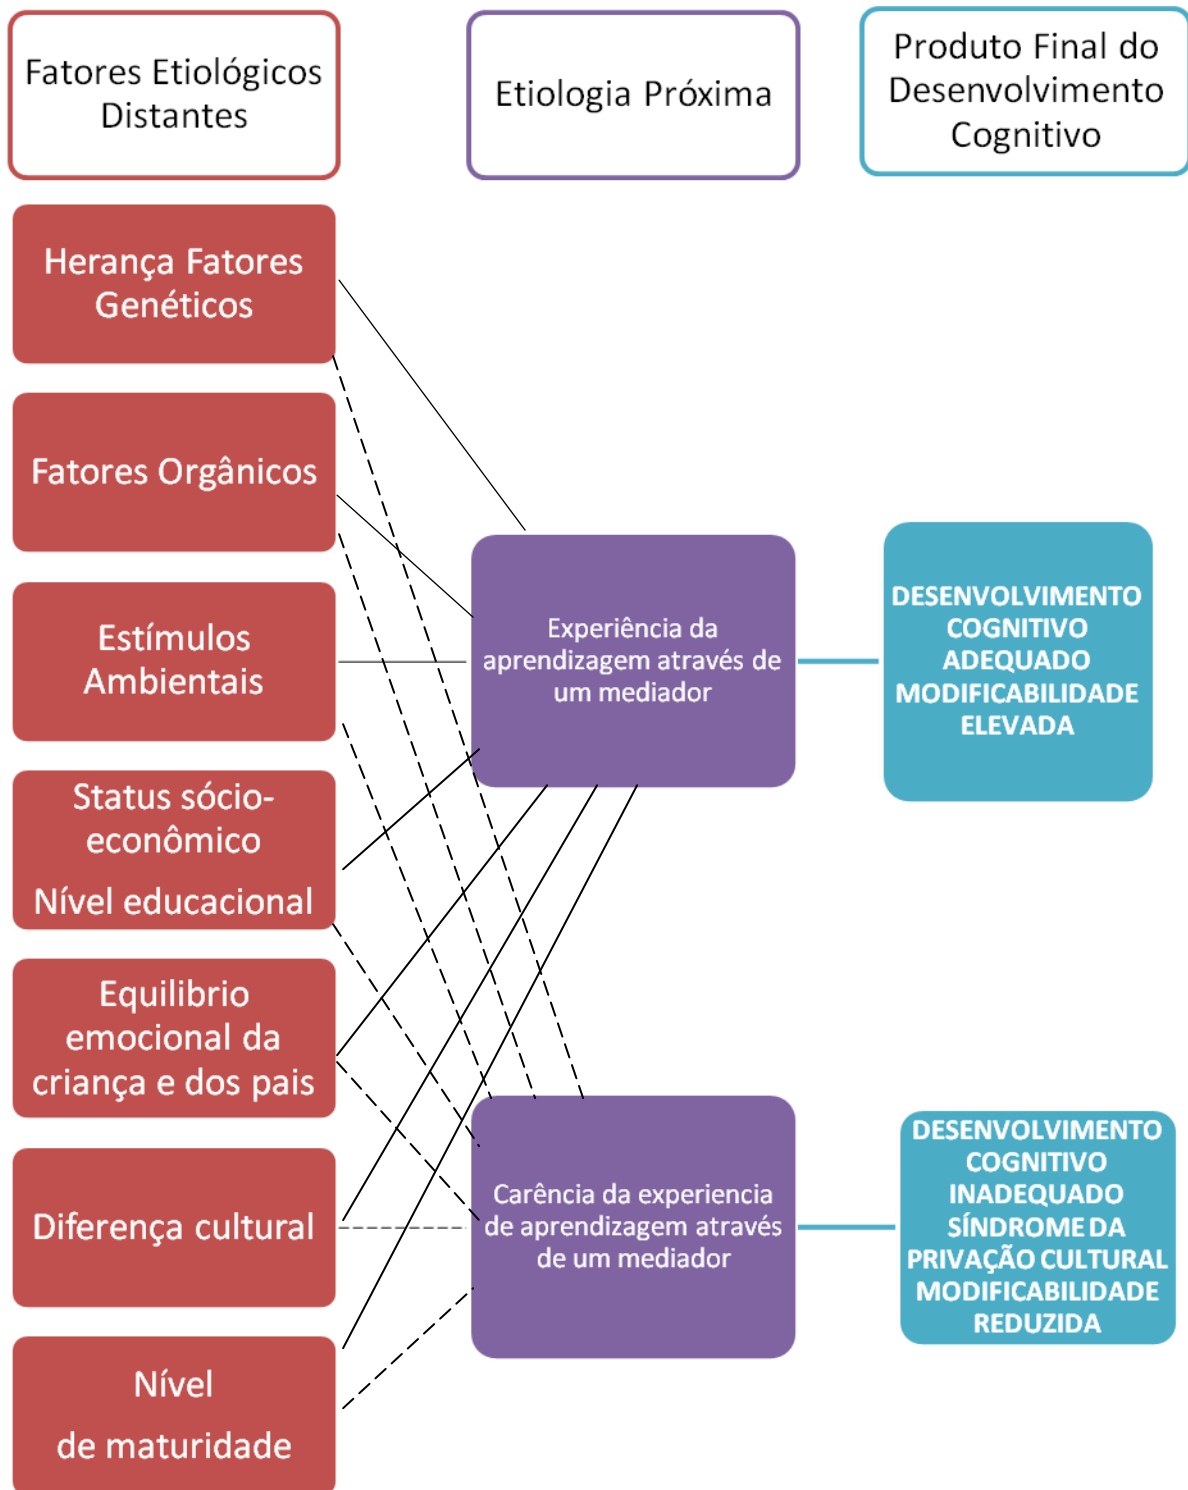 Fatores Etiológicos
Distantes
Etiologia Próxima
Produto Final do
Desenvolvimento
Cognitivo
Herança Fatores
Genéticos
Fatores Orgânicos
Estímulos
Ambientais
Status sócio-
econômico
Nível educacional
Equilibrio
emocional da
criança e dos pais
Diferença cultural
Nível
de maturidade
Experiência da
aprendizagem através de
um mediador
Carência da experiencia
de aprendizagem através
de um mediador
DESENVOLVIMENTO
COGNITIVO
ADEQUADO
MODIFICABILIDADE
ELEVADA
DESENVOLVIMENTO
COGNITIVO
INADEQUADO
SÍNDROME DA
PRIVAÇÃO CULTURAL
MODIFICABILIDADE
REDUZIDA